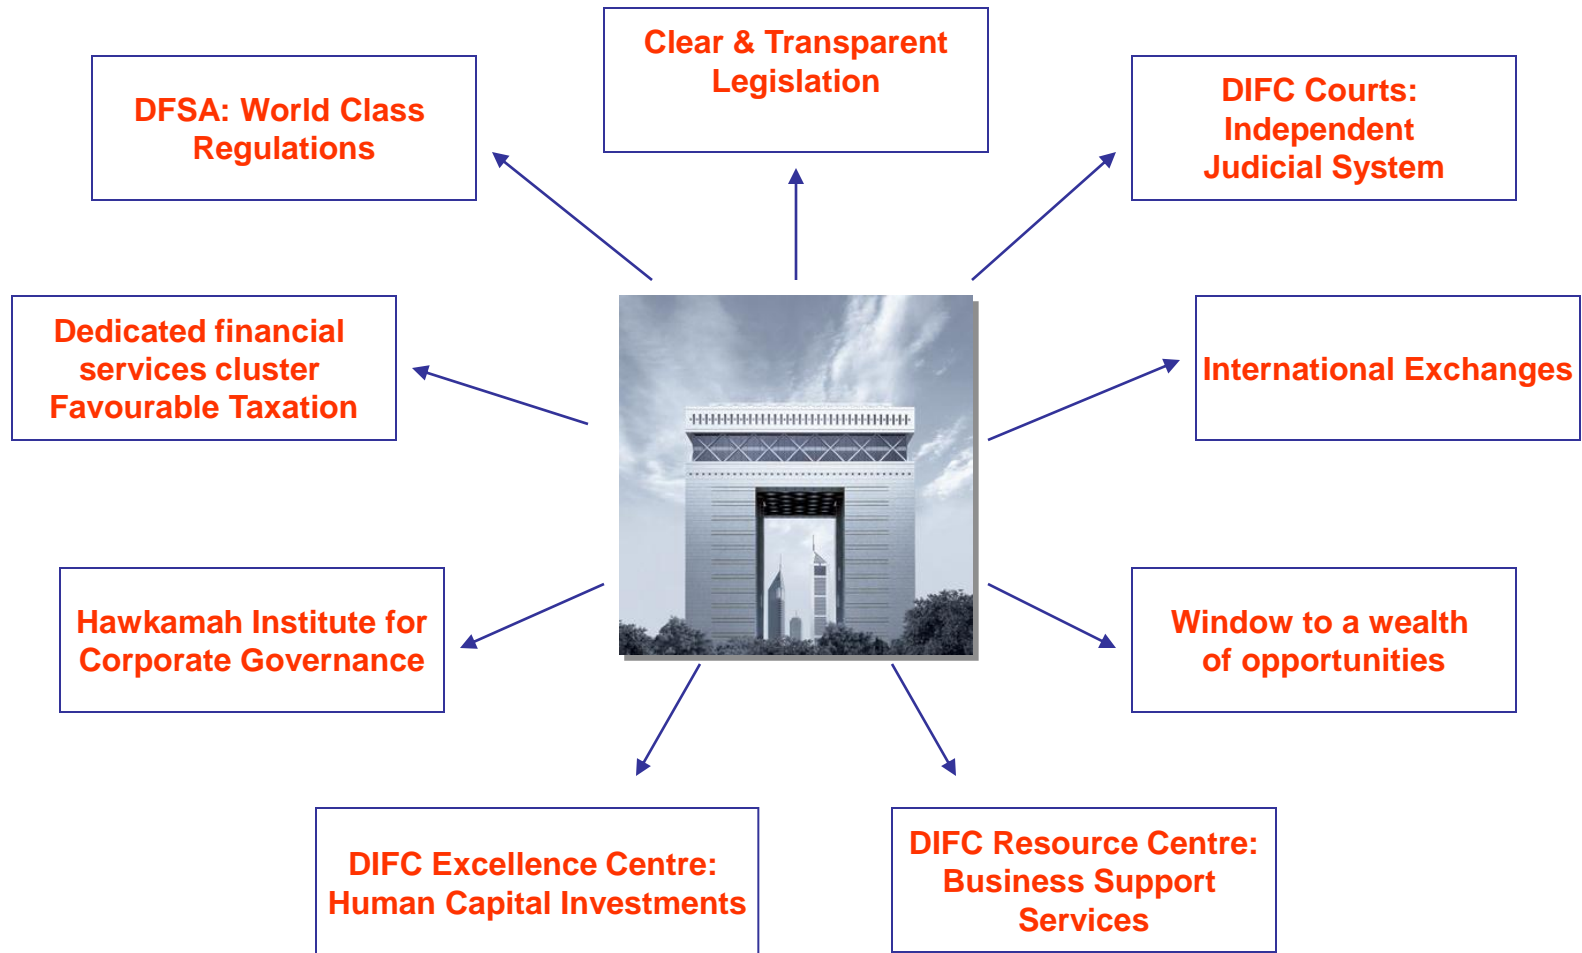 Clear & Transparent
Legislation
DFSA: World Class
Regulations
DIFC Courts:
Independent
Judicial System
Dedicated financial
services cluster
Favourable Taxation
International Exchanges
Hawkamah Institute for
Corporate Governance
Window to a wealth
of opportunities
DIFC Excellence Centre:
Human Capital Investments
DIFC Resource Centre:
Business Support
Services